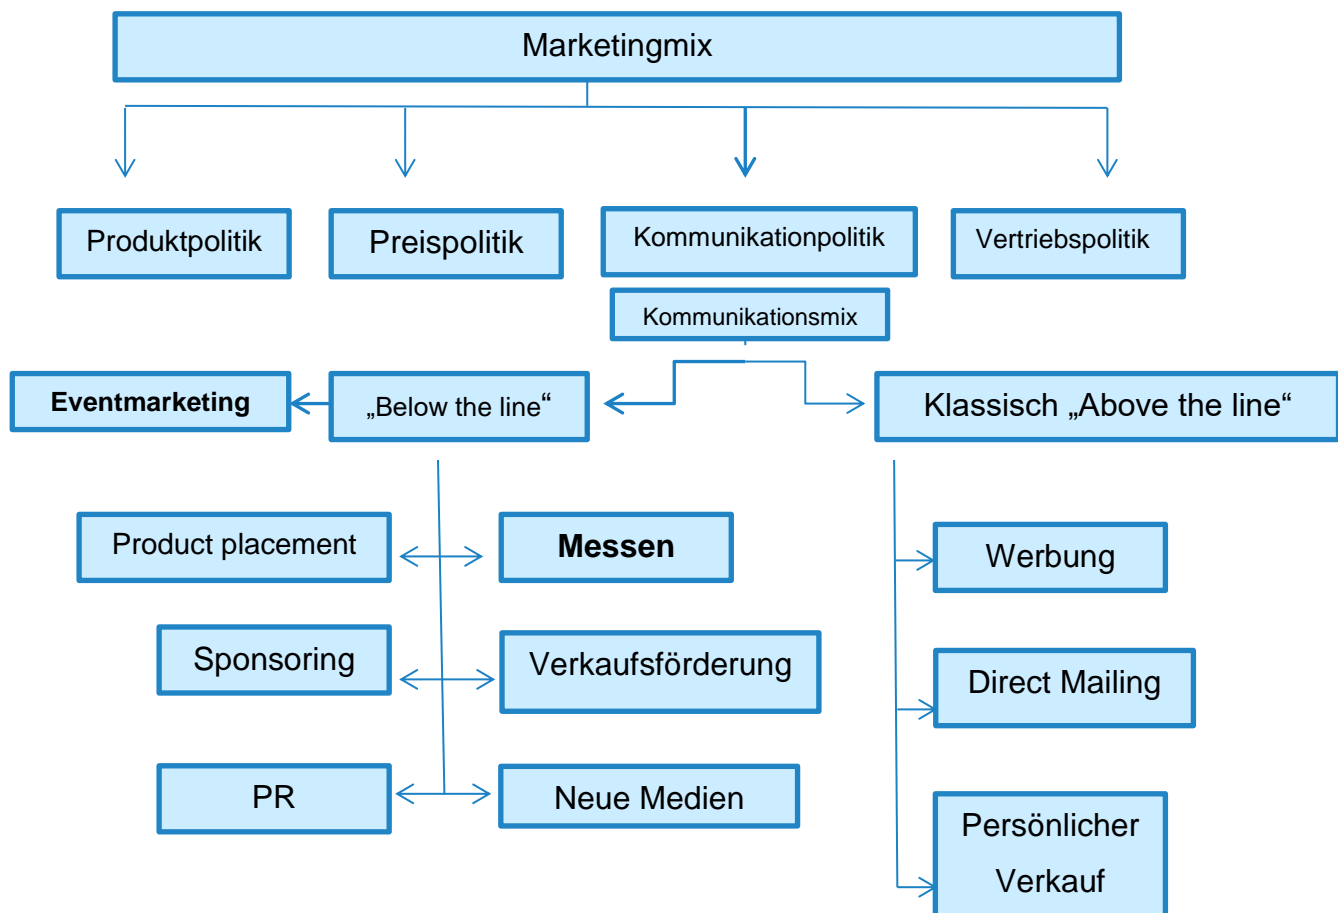 Marketingmix
Produktpolitik
Preispolitik
Kommunikationpolitik
Vertriebspolitik
Kommunikationsmix
Eventmarketing
„Below the line“
Klassisch „Above the line“
Product placement
Messen
Werbung
Sponsoring
Verkaufsförderung
Direct Mailing
PR
Neue Medien
Persönlicher
Verkauf